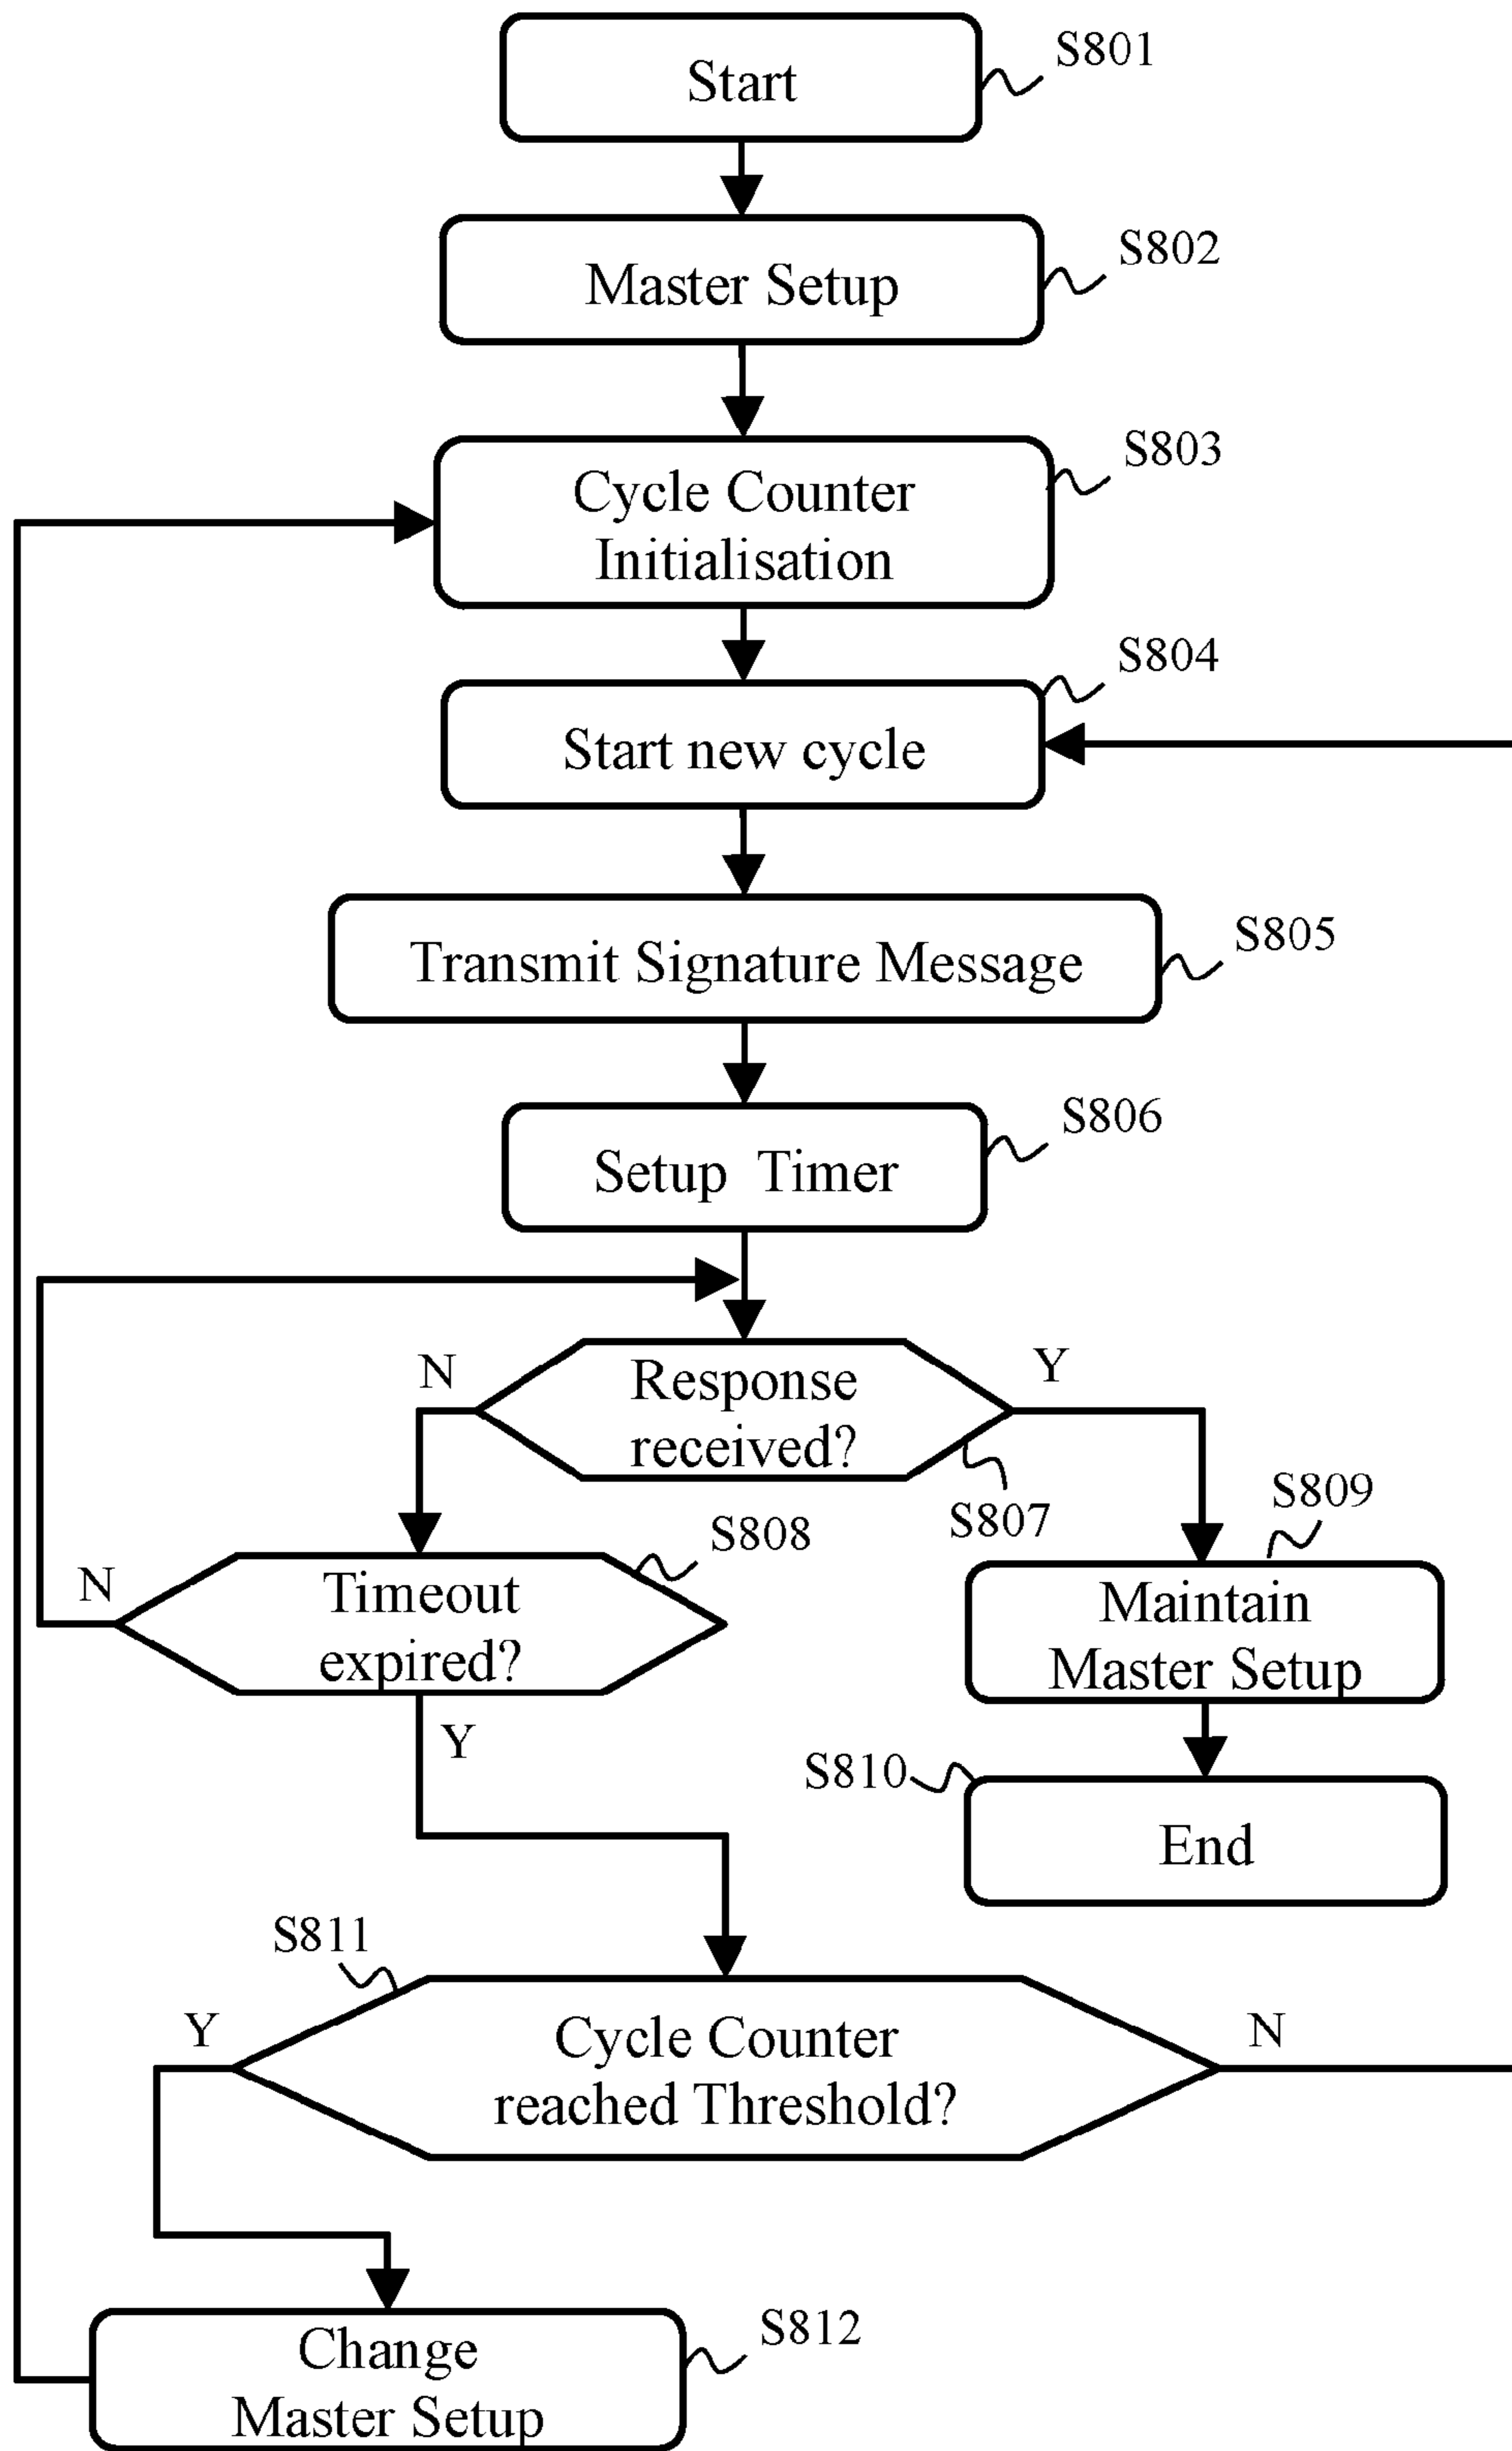 Start
S801
Master Setup
S802
Cycle Counter
Initialisation
S803
Start new cycle
S804
Transmit Signature Message
S805
Setup Timer
S806
Response
received?
N
Y
S807
Timeout
expired?
S808
N
Y
S809
Maintain
Master Setup
S810
End
S811
Y
Cycle Counter
reached Threshold?
N
Change
Master Setup
S812